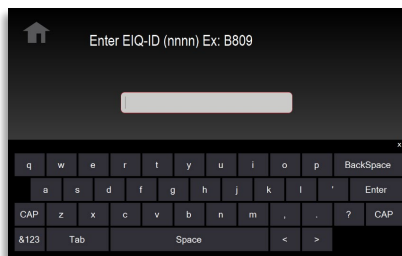 Enter EIQ-ID (nnnn) Ex: B809
x
q w e r t y u i o p BackSpace
a s d f g h j k l ' Enter
CAP z x c v b n m , . ? CAP
&123 Tab Space < >